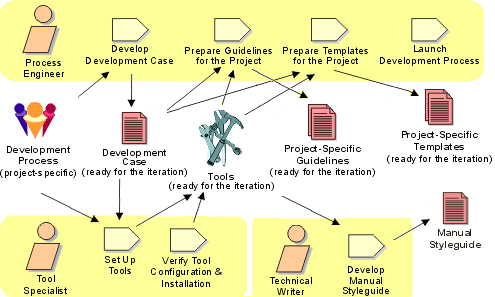 Process
Engineer
Develop
Development Case
Prepare Guidelines
for the Project
Prepare Templates
for the Project
Launch
Development Process
Development
Process
(project-specific)
Development
Case
(ready for the iteration)
Tools
(ready for the iteration)
Project-Specific
Guidelines
(ready for the iteration)
Project-Specific
Templates
(ready for the iteration)
Tool
Specialist
Set Up
Tools
Verify Tool
Configuration &
Installation
Technical
Writer
Develop
Manual
Styleguide
Manual
Styleguide